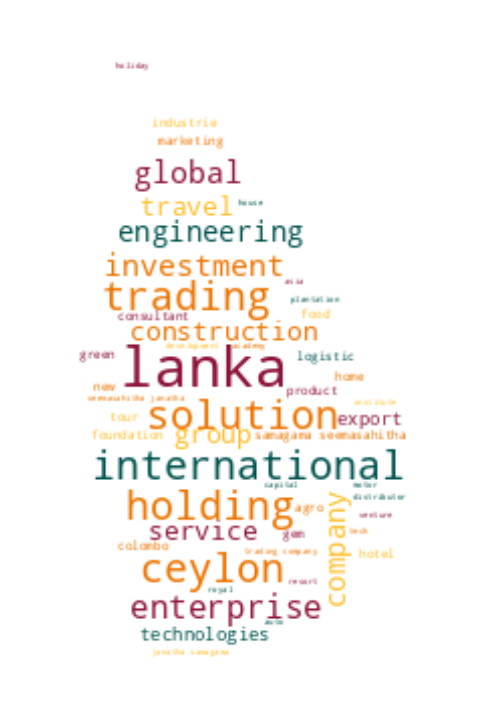 holiday
industrie
marketing
global
travel house
engineering
investment
asia
trading plantation
consultant food
construction
development academy
green lanka logistic
new home
product
seemasahitha janatha institute
tour solution export
foundation group samagama seemasahitha
international
capital motor
distributor
holding agro
venture
service gem tech
colombo company
trading company hotel
ceylon resort
royal
enterprise
auto
technologies
janatha samagama